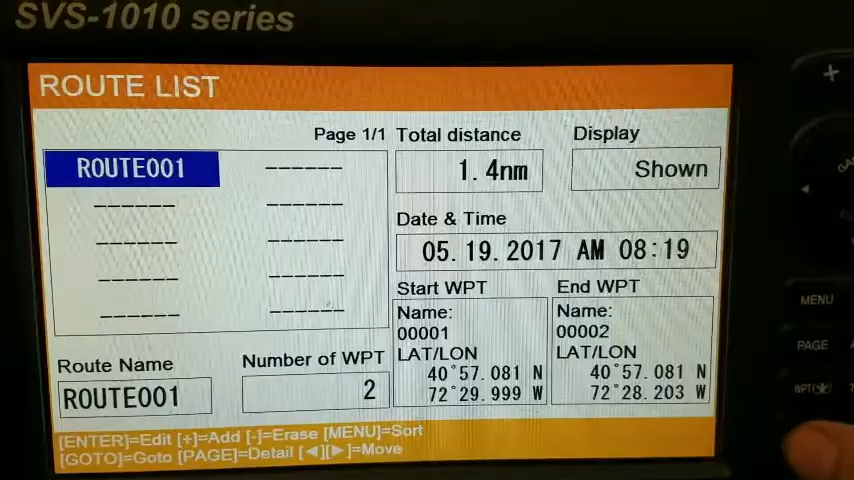 SVS-1010 series
ROUTE LIST
Page 1/1
ROUTE001 ------
------ ------
------ ------
------ ------
------ ------
Total distance
1.4nm
Display
Shown
Date & Time
05.19.2017 AM 08:19
Start WPT
Name:
00001
LAT/LON
40°57.081 N
72°29.999 W
End WPT
Name:
00002
LAT/LON
40°57.081 N
72°28.203 W
Route Name
ROUTE001
Number of WPT
2
[ENTER]=Edit [+]=Add [-]=Erase [MENU]=Sort
[GOTO]=Goto [PAGE]=Detail [◀][▶]=Move
+
◀
MENU
PAGE
WPT/